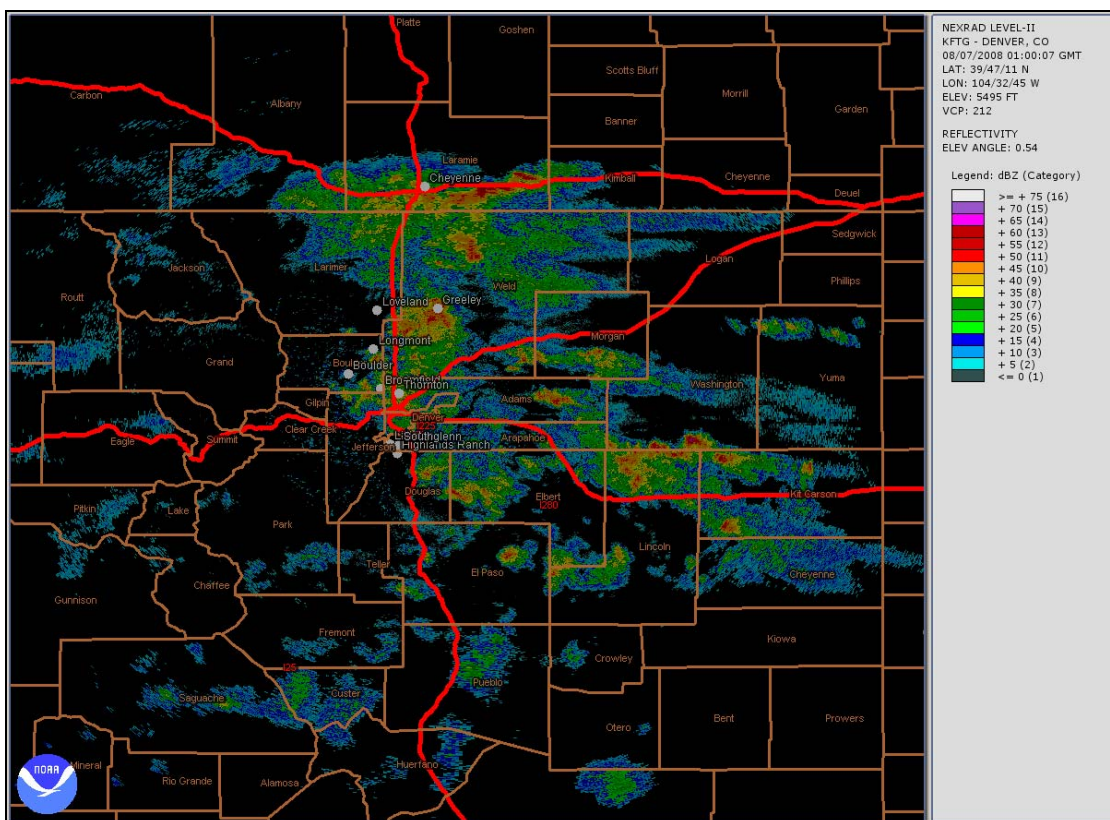 Platte
Goshen
Scotts Bluff
Carbon
Albany
Morrill
Garden
Banner
Laramie
Cheyenne
Kimball
Cheyenne
Deuel
Sedgwick
Logan
Larimer
Jackson
Weld
Phillips
Routt
Loveland
Greeley
Morgan
Longmont
Grand
Boulder
Washington
Yuma
Thornton
Gilpin
Adams
Denver
I225
Clear Creek
Eagle
Summit
Southglenn
Arapahoe
Jefferson
Highlands Ranch
Douglas
Elbert
I280
Kit Carson
Pitkin
Lake
Park
Lincoln
Teller
El Paso
Cheyenne
Chaffee
Gunnison
Fremont
Kiowa
Crowley
I25
Saguache
Custer
Pueblo
Otero
Bent
Prowers
Mineral
Rio Grande
Alamosa
Huerfano
NOAA
NEXRAD LEVEL-II
KFTG - DENVER, CO
08/07/2008 01:00:07 GMT
LAT: 39/47/11 N
LON: 104/32/45 W
ELEV: 5495 FT
VCP: 212
REFLECTIVITY
ELEV ANGLE: 0.54
Legend: dBZ (Category)
>= + 75 (16)
+ 70 (15)
+ 65 (14)
+ 60 (13)
+ 55 (12)
+ 50 (11)
+ 45 (10)
+ 40 (9)
+ 35 (8)
+ 30 (7)
+ 25 (6)
+ 20 (5)
+ 15 (4)
+ 10 (3)
+ 5 (2)
<= 0 (1)